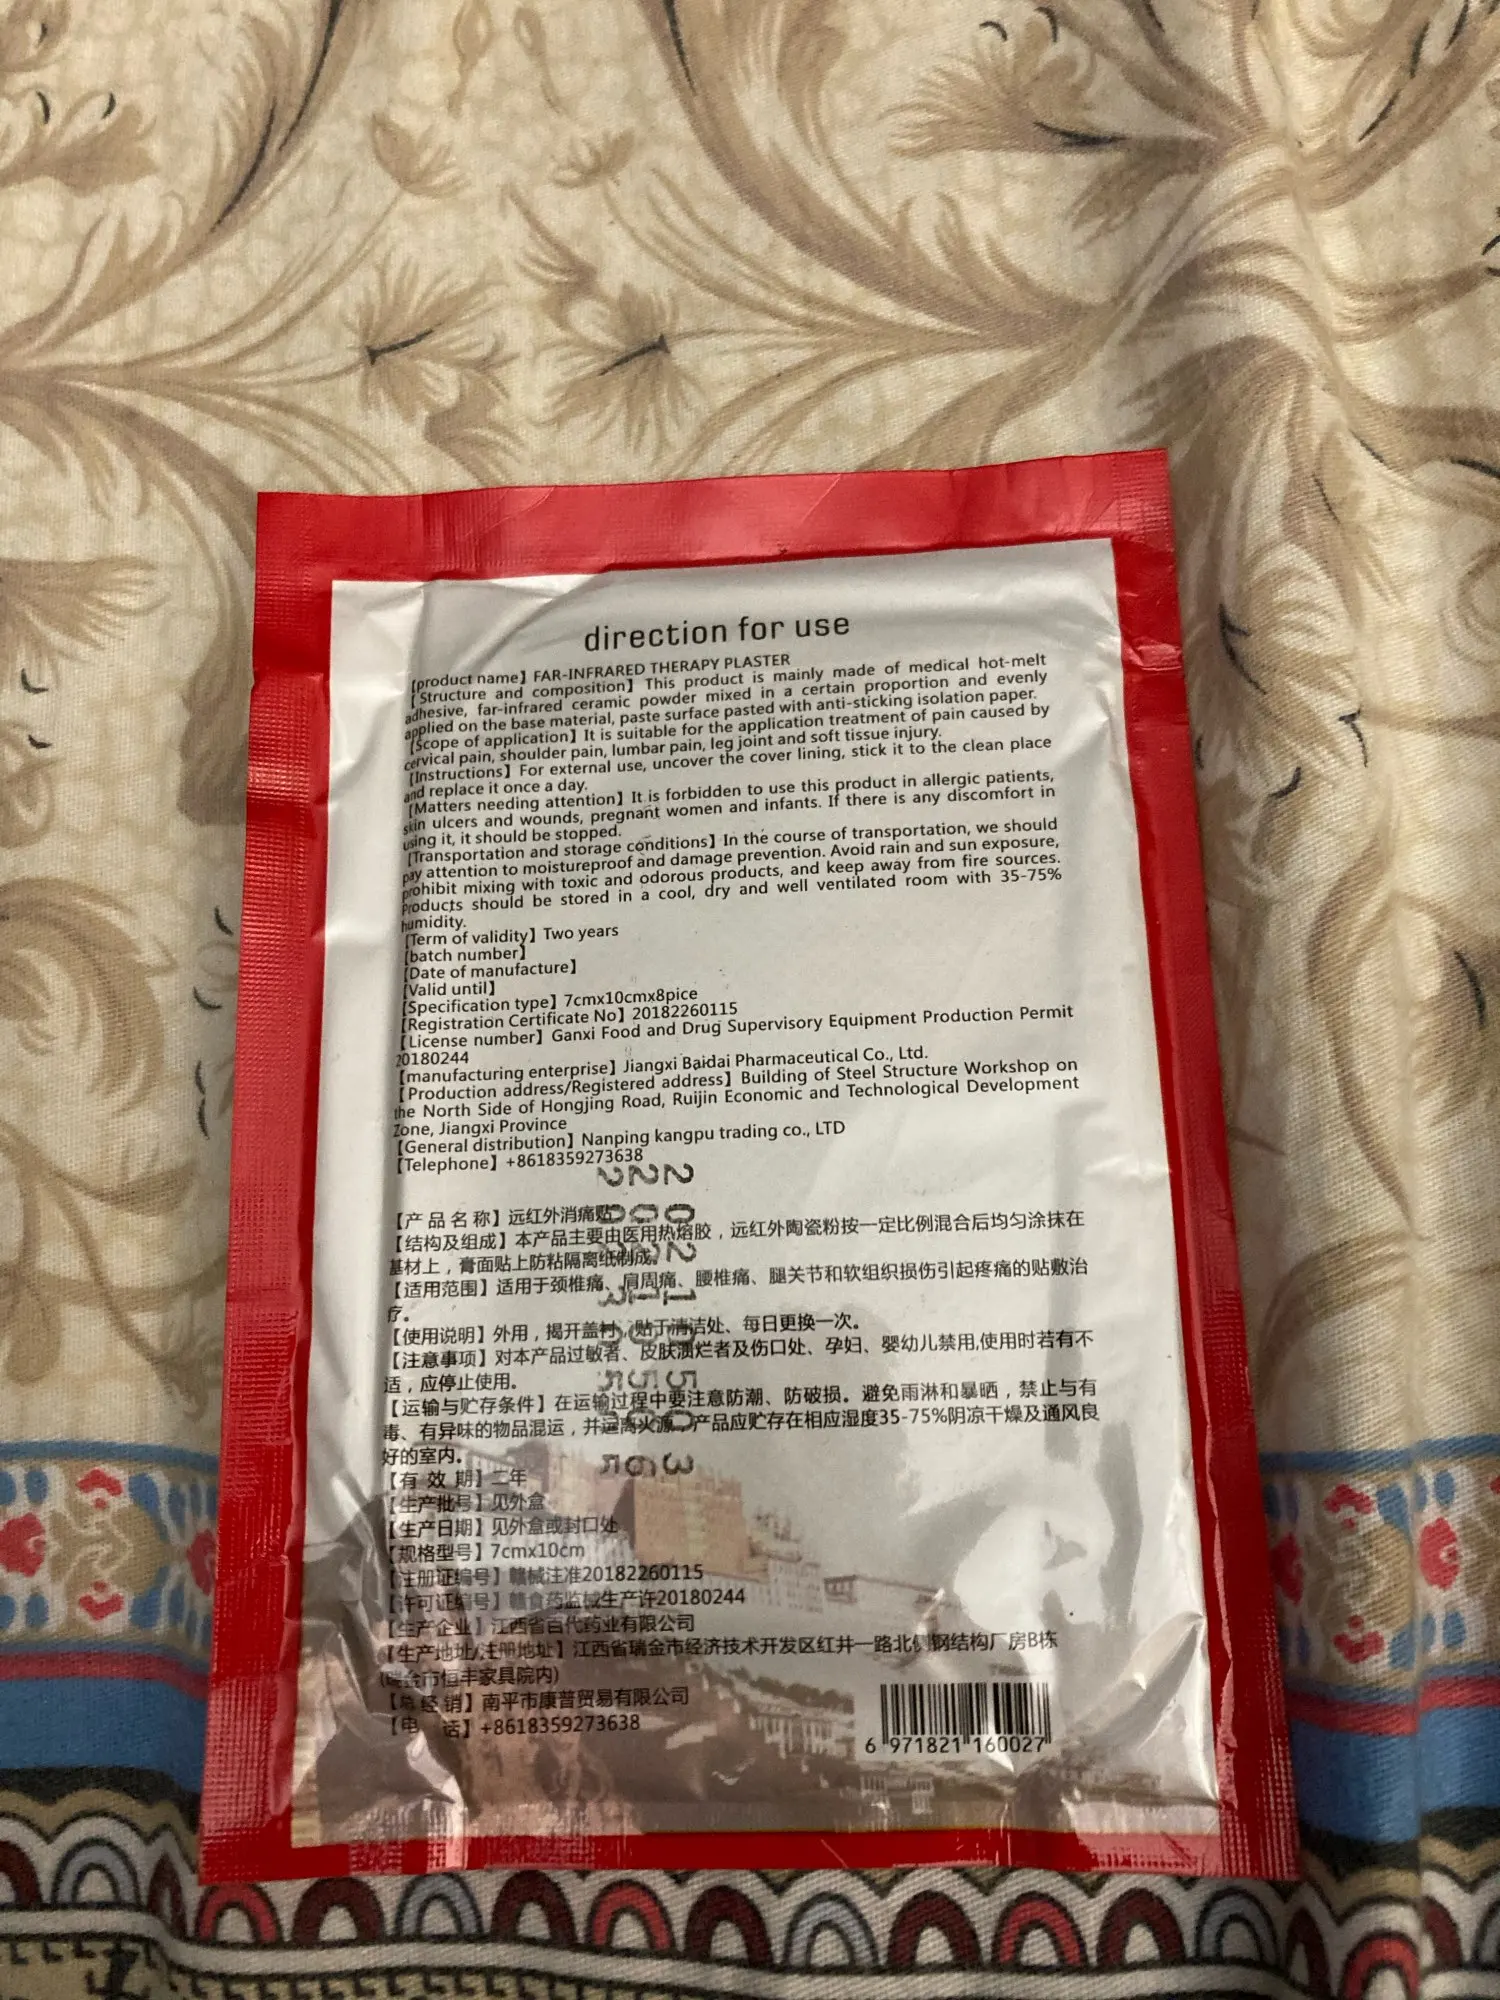 direction for use
【product name】FAR-INFRARED THERAPY PLASTER
【Structure and composition】This product is mainly made of medical hot-melt
adhesive, far-infrared ceramic powder mixed in a certain proportion and evenly
applied on the base material, paste surface pasted with anti-sticking isolation paper.
【Scope of application】It is suitable for the application treatment of pain caused by
cervical pain, shoulder pain, lumbar pain, leg joint and soft tissue injury.
【Instructions】For external use, uncover the cover lining, stick it to the clean place
and replace it once a day.
【Matters needing attention】It is forbidden to use this product in allergic patients,
skin ulcers and wounds, pregnant women and infants. If there is any discomfort in
using it, it should be stopped.
【Transportation and storage conditions】In the course of transportation, we should
pay attention to moistureproof and damage prevention. Avoid rain and sun exposure,
prohibit mixing with toxic and odorous products, and keep away from fire sources.
Products should be stored in a cool, dry and well ventilated room with 35-75%
humidity.
【Term of validity】Two years
【batch number】
【Date of manufacture】
【Valid until】
【Specification type】7cmx10cmx8pice
【Registration Certificate No】20182260115
【License number】Ganxi Food and Drug Supervisory Equipment Production Permit
20180244
【manufacturing enterprise】Jiangxi Baidai Pharmaceutical Co., Ltd.
【Production address/Registered address】Building of Steel Structure Workshop on
the North Side of Hongjing Road, Ruijin Economic and Technological Development
Zone, Jiangxi Province
【General distribution】Nanping kangpu trading co., LTD
【Telephone】+8618359273638
20210503
【产 品 名 称】远红外消痛贴
【结构及组成】本产品主要由医用热熔胶，远红外陶瓷粉按一定比例混合后均匀涂抹在
基材上，膏面贴上防粘隔离纸制成。
【适用范围】适用于颈椎痛、肩周痛、腰椎痛、腿关节和软组织损伤引起疼痛的贴敷治
疗。
【使用说明】外用，揭开盖衬，贴于清洁处、每日更换一次。
【注意事项】对本产品过敏者、皮肤溃烂者及伤口处、孕妇、婴幼儿禁用,使用时若有不
适，应停止使用。
【运输与贮存条件】在运输过程中要注意防潮、防破损。避免雨淋和暴晒，禁止与有
毒、有异味的物品混运，并远离火源，产品应贮存在相应湿度35-75%阴凉干燥及通风良
好的室内。
【有 效 期】二年
【生产批号】见外盒
【生产日期】见外盒或封口处
【规格型号】7cmx10cm
【注册证编号】赣械注准20182260115
【许可证编号】赣食药监械生产许20180244
【生产企业】江西省百代药业有限公司
【生产地址/注册地址】江西省瑞金市经济技术开发区红井一路北侧钢结构厂房B栋
(瑞金市恒丰家具院内)
【总 经 销】南平市康普贸易有限公司
【电 话】+8618359273638
6 971821 160027